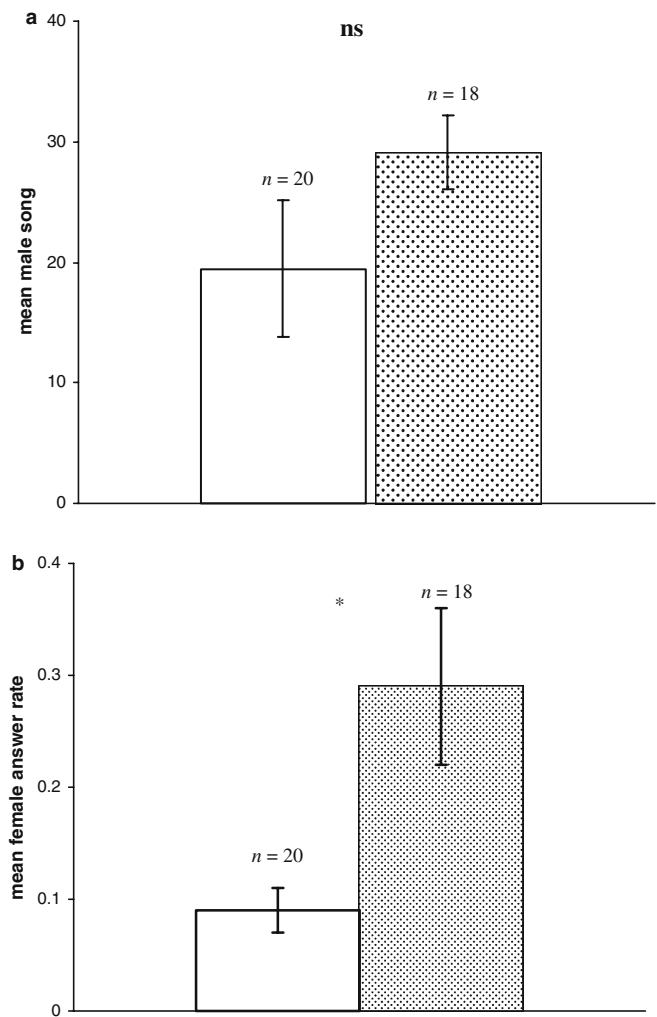 a
40
ns
n = 18
30
n = 20
20
10
0
mean male song
b
0.4
*
n = 18
0.3
0.2
n = 20
0.1
0
mean female answer rate